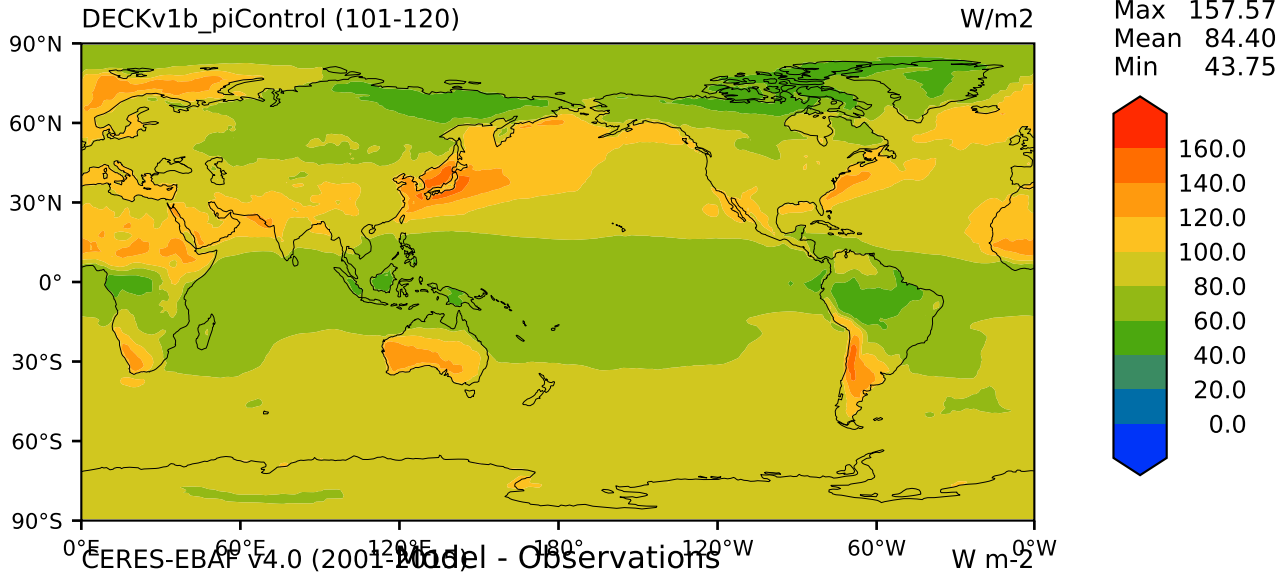 DECKv1b_piControl (101-120) W/m2
Max 157.57
Mean 84.40
Min 43.75
90°N
60°N
30°N
0°
30°S
60°S
90°S
160.0
140.0
120.0
100.0
80.0
60.0
40.0
20.0
0.0
0°E 60°E 120°E 180° 120°W 60°W 0°W
CERES-EBAF v4.0 (2001-2015) Model - Observations W m-2